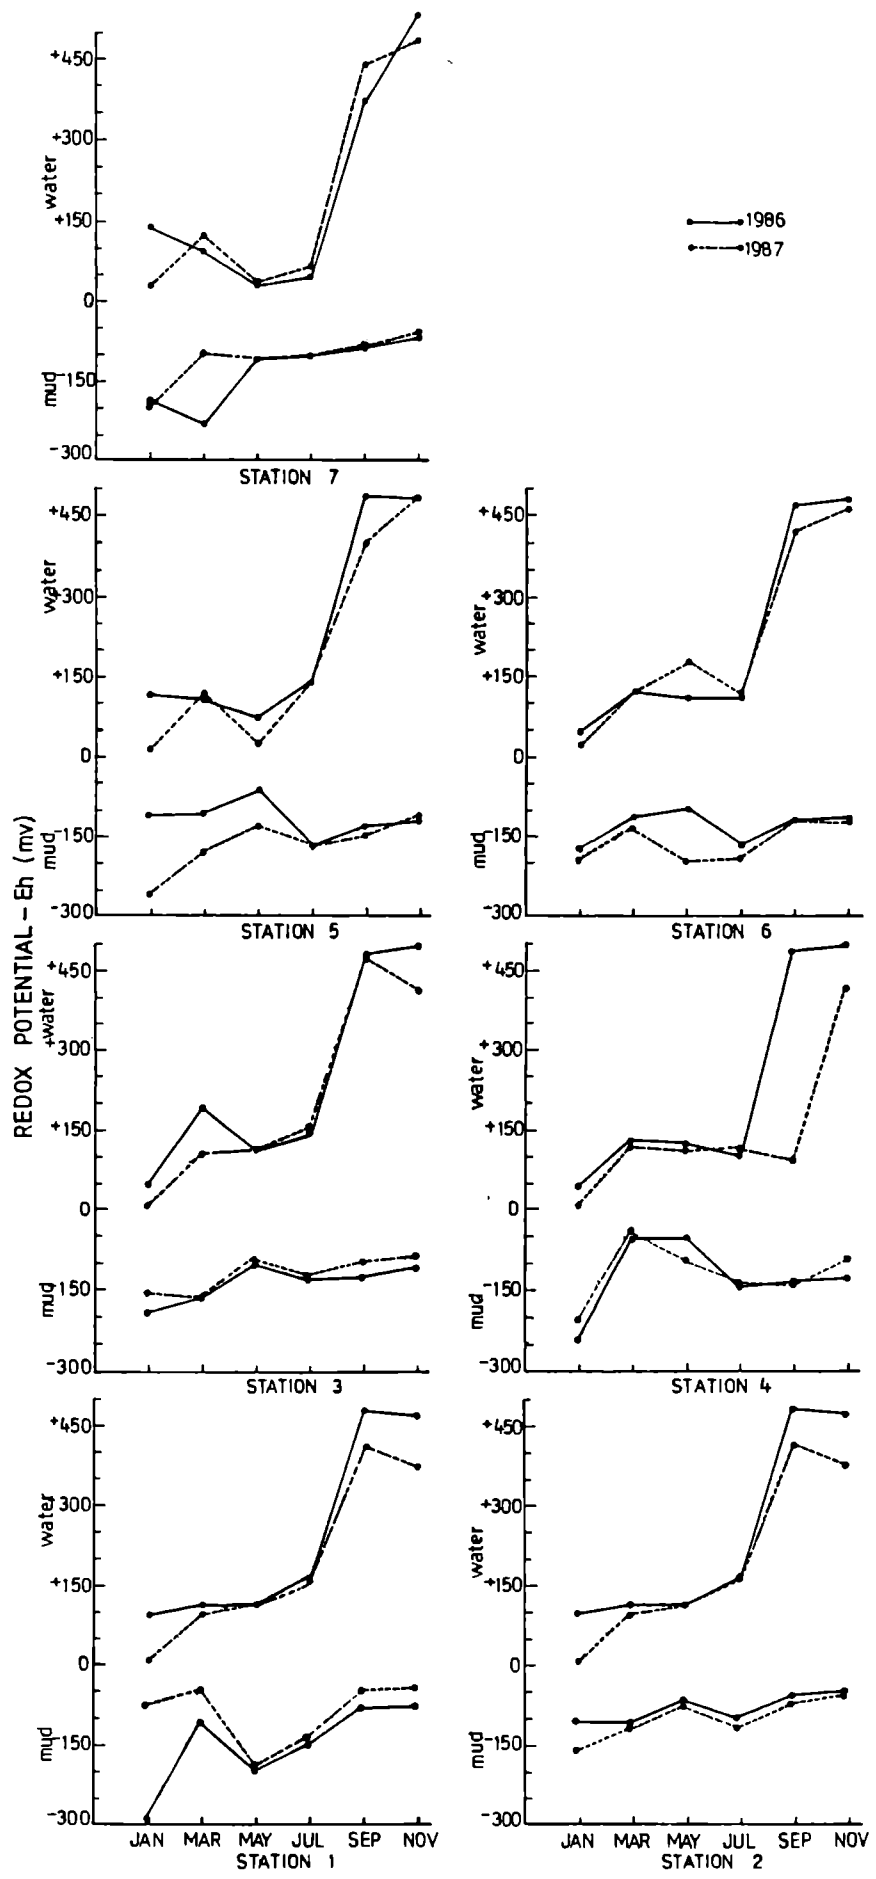 REDOX POTENTIAL – Eh (mv)
+450
+300
+150
0
-150
-300
water
mud
STATION 7
1986
1987
+450
+300
+150
0
-150
-300
water
mud
STATION 5
+450
+300
+150
0
-150
-300
water
mud
STATION 6
+450
+300
+150
0
150
-300
water
mud
STATION 3
+450
+300
+150
0
-150
-300
water
mud
STATION 4
+450
+300
+150
0
-150
-300
water
mud
JAN MAR MAY JUL SEP NOV
STATION 1
+450
+300
+150
0
-150
-300
water
mud
JAN MAR MAY JUL SEP NOV
STATION 2